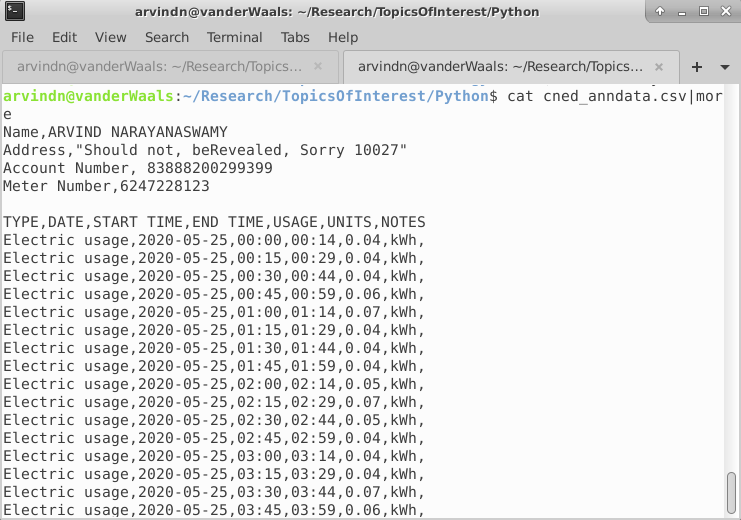 arvindn@vanderWaals: ~/Research/TopicsOfInterest/Python
File Edit View Search Terminal Tabs Help
arvindn@vanderWaals: ~/Research/Topics... × arvindn@vanderWaals: ~/Research/Topics... ×
arvindn@vanderWaals:~/Research/TopicsOfInterest/Python$ cat cned_anndata.csv|mor
e
Name,ARVIND NARAYANASWAMY
Address,"Should not, beRevealed, Sorry 10027"
Account Number, 83888200299399
Meter Number,6247228123

TYPE,DATE,START TIME,END TIME,USAGE,UNITS,NOTES
Electric usage,2020-05-25,00:00,00:14,0.04,kWh,
Electric usage,2020-05-25,00:15,00:29,0.04,kWh,
Electric usage,2020-05-25,00:30,00:44,0.04,kWh,
Electric usage,2020-05-25,00:45,00:59,0.06,kWh,
Electric usage,2020-05-25,01:00,01:14,0.07,kWh,
Electric usage,2020-05-25,01:15,01:29,0.04,kWh,
Electric usage,2020-05-25,01:30,01:44,0.04,kWh,
Electric usage,2020-05-25,01:45,01:59,0.04,kWh,
Electric usage,2020-05-25,02:00,02:14,0.05,kWh,
Electric usage,2020-05-25,02:15,02:29,0.07,kWh,
Electric usage,2020-05-25,02:30,02:44,0.05,kWh,
Electric usage,2020-05-25,02:45,02:59,0.04,kWh,
Electric usage,2020-05-25,03:00,03:14,0.04,kWh,
Electric usage,2020-05-25,03:15,03:29,0.04,kWh,
Electric usage,2020-05-25,03:30,03:44,0.07,kWh,
Electric usage,2020-05-25,03:45,03:59,0.06,kWh,